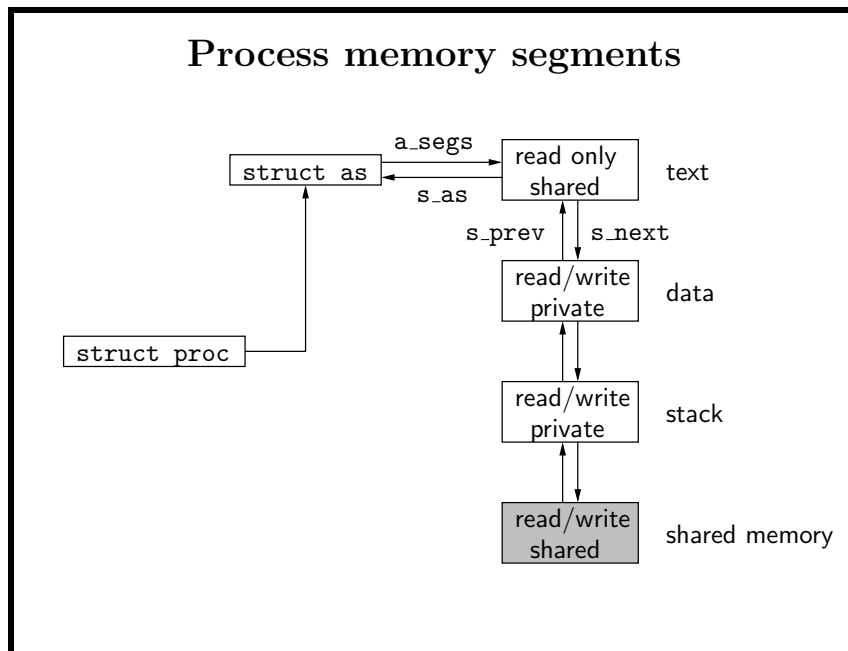 Process memory segments
a_segs
struct as
read only
shared
text
s_as
s_prev
s_next
read/write
private
data
struct proc
read/write
private
stack
read/write
shared
shared memory